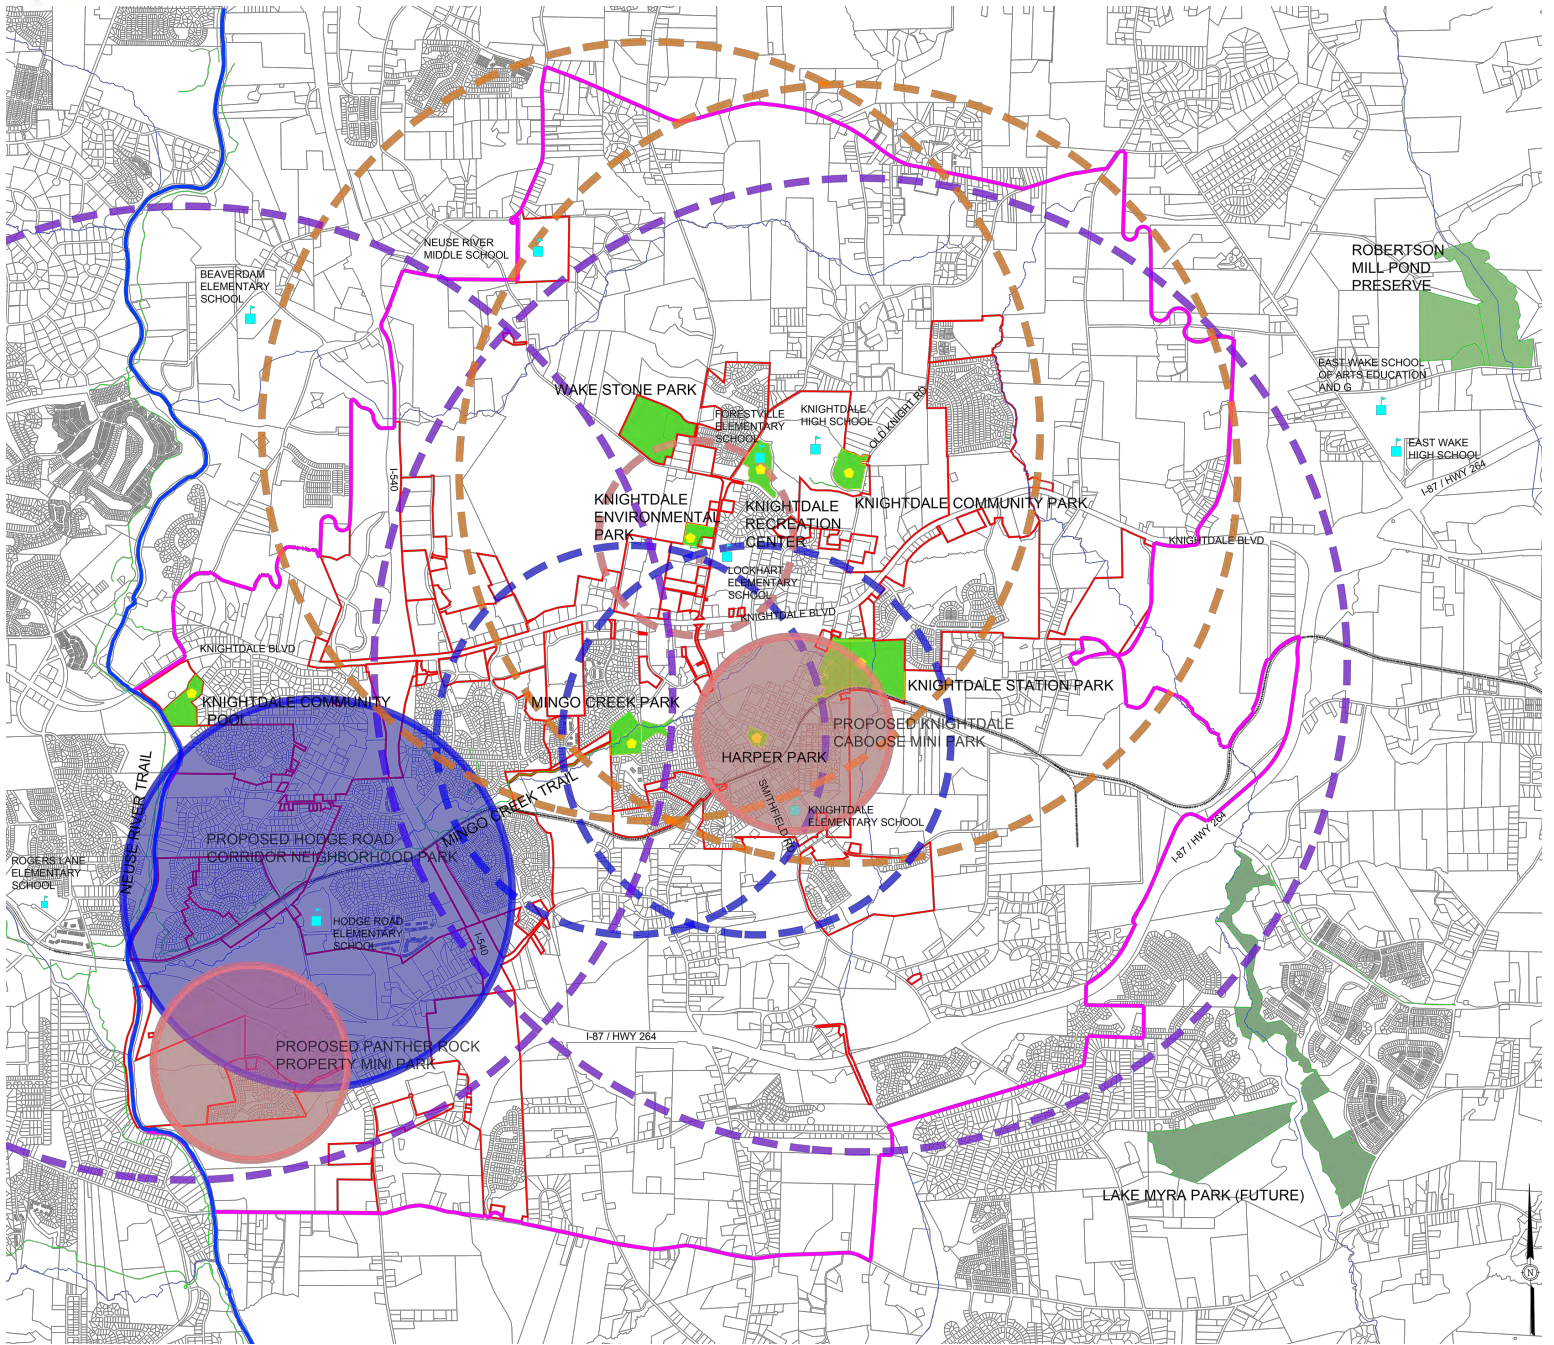 NEUSE RIVER
MIDDLE SCHOOL
BEAVERDAM
ELEMENTARY
SCHOOL
ROBERTSON
MILL POND
PRESERVE
EAST WAKE SCHOOL
OF ARTS EDUCATION
AND G
WAKE STONE PARK
FORESTVILLE
ELEMENTARY
SCHOOL
KNIGHTDALE
HIGH SCHOOL
OLD KNIGHT RD
EAST WAKE
HIGH SCHOOL
I-87 / HWY 264
I-540
KNIGHTDALE
ENVIRONMENTAL
PARK
KNIGHTDALE
RECREATION
CENTER
KNIGHTDALE COMMUNITY PARK
KNIGHTDALE BLVD
LOCKHART
ELEMENTARY
SCHOOL
KNIGHTDALE BLVD
KNIGHTDALE BLVD
KNIGHTDALE COMMUNITY
POOL
MINGO CREEK PARK
KNIGHTDALE STATION PARK
PROPOSED KNIGHTDALE
CABOOSE MINI PARK
HARPER PARK
SMITHFIELD RD
KNIGHTDALE
ELEMENTARY SCHOOL
MINGO CREEK TRAIL
NEUSE RIVER TRAIL
PROPOSED HODGE ROAD
CORRIDOR NEIGHBORHOOD PARK
ROGERS LANE
ELEMENTARY
SCHOOL
HODGE ROAD
ELEMENTARY
SCHOOL
I-540
I-87 / HWY 264
PROPOSED PANTHER ROCK
PROPERTY MINI PARK
I-87 / HWY 264
LAKE MYRA PARK (FUTURE)
N